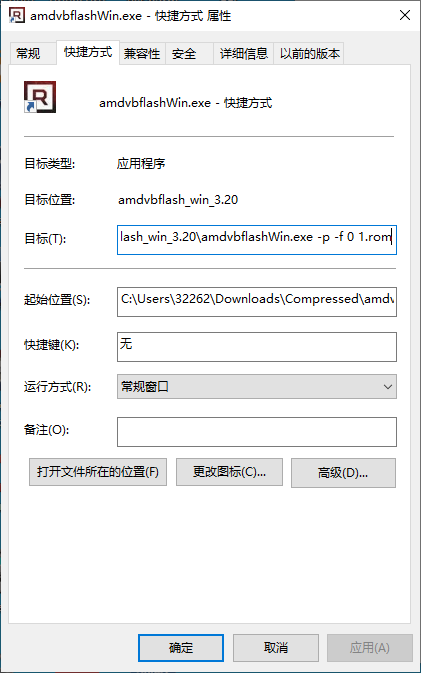 amdvbflashWin.exe - 快捷方式 属性
常规 快捷方式 兼容性 安全 详细信息 以前的版本
R
amdvbflashWin.exe - 快捷方式
目标类型: 应用程序
目标位置: amdvbflash_win_3.20
目标(T): lash_win_3.20\amdvbflashWin.exe -p -f 0 1.rom
起始位置(S): C:\Users\32262\Downloads\Compressed\amdv
快捷键(K): 无
运行方式(R): 常规窗口
备注(O):
打开文件所在的位置(F) 更改图标(C)... 高级(D)...
确定 取消 应用(A)